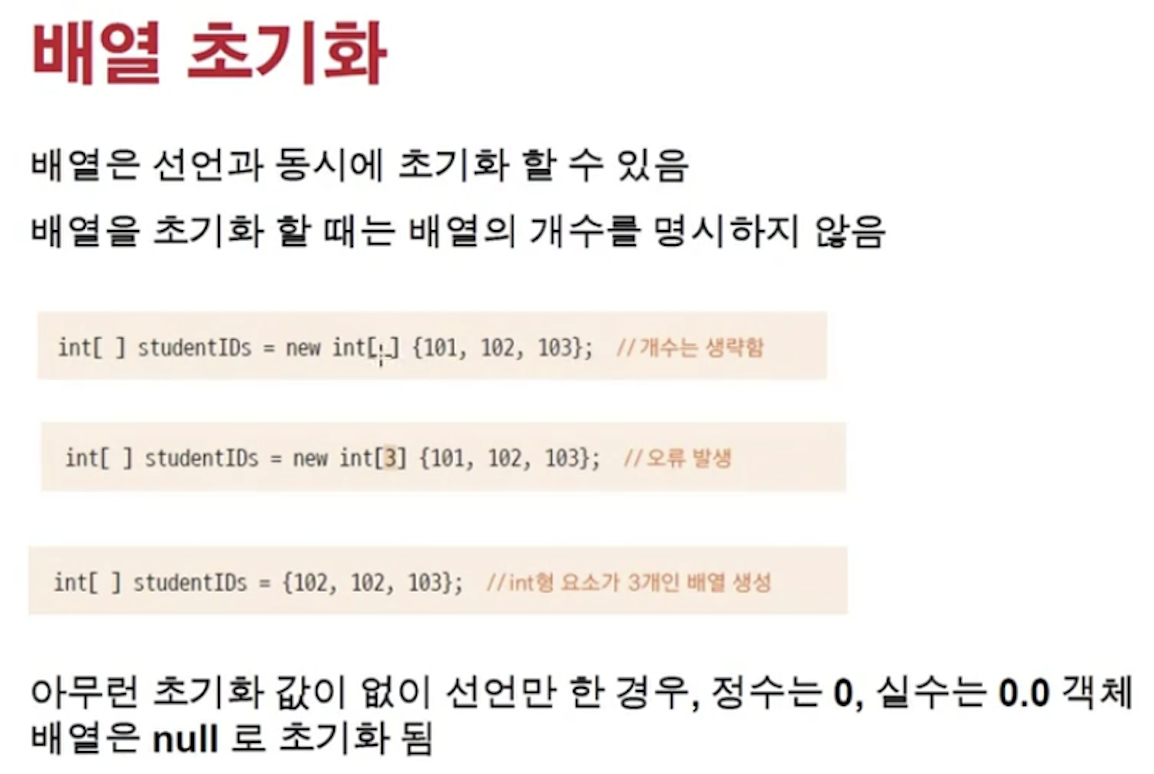 배열 초기화
배열은 선언과 동시에 초기화 할 수 있음
배열을 초기화 할 때는 배열의 개수를 명시하지 않음
int[ ] studentIDs = new int[ ] {101, 102, 103}; //개수는 생략함
int[ ] studentIDs = new int[3] {101, 102, 103}; //오류 발생
int[ ] studentIDs = {102, 102, 103}; //int형 요소가 3개인 배열 생성
아무런 초기화 값이 없이 선언만 한 경우, 정수는 0, 실수는 0.0 객체
배열은 null 로 초기화 됨